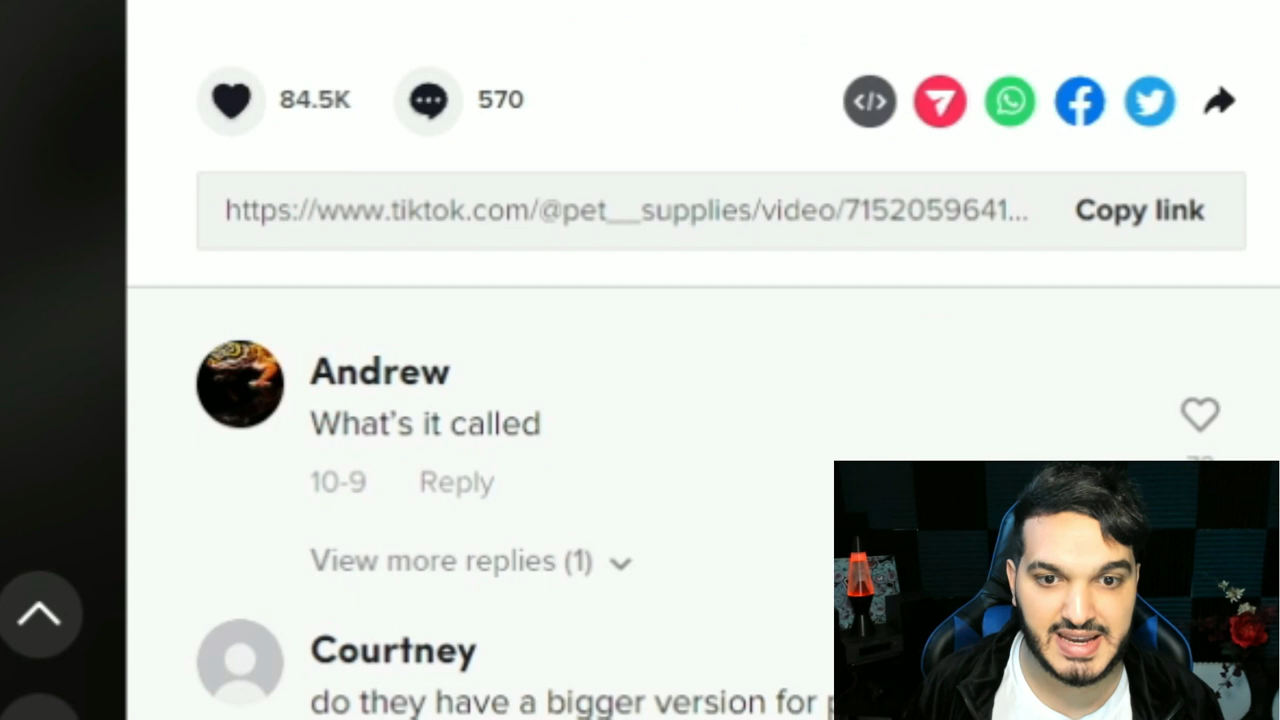 84.5K 570
https://www.tiktok.com/@pet__supplies/video/7152059641... Copy link
Andrew
What's it called
10-9 Reply
View more replies (1)
Courtney
do they have a bigger version for